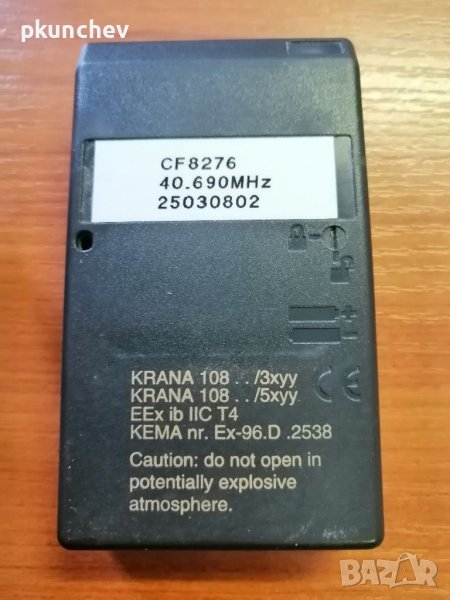 pkunchev
CF8276
40.690MHz
25030802
+
-
KRANA 108 . . /3xyy
KRANA 108 . . /5xyy
EEx ib IIC T4
KEMA nr. Ex-96.D .2538
CE
Caution: do not open in
potentially explosive
atmosphere.
BAZAR